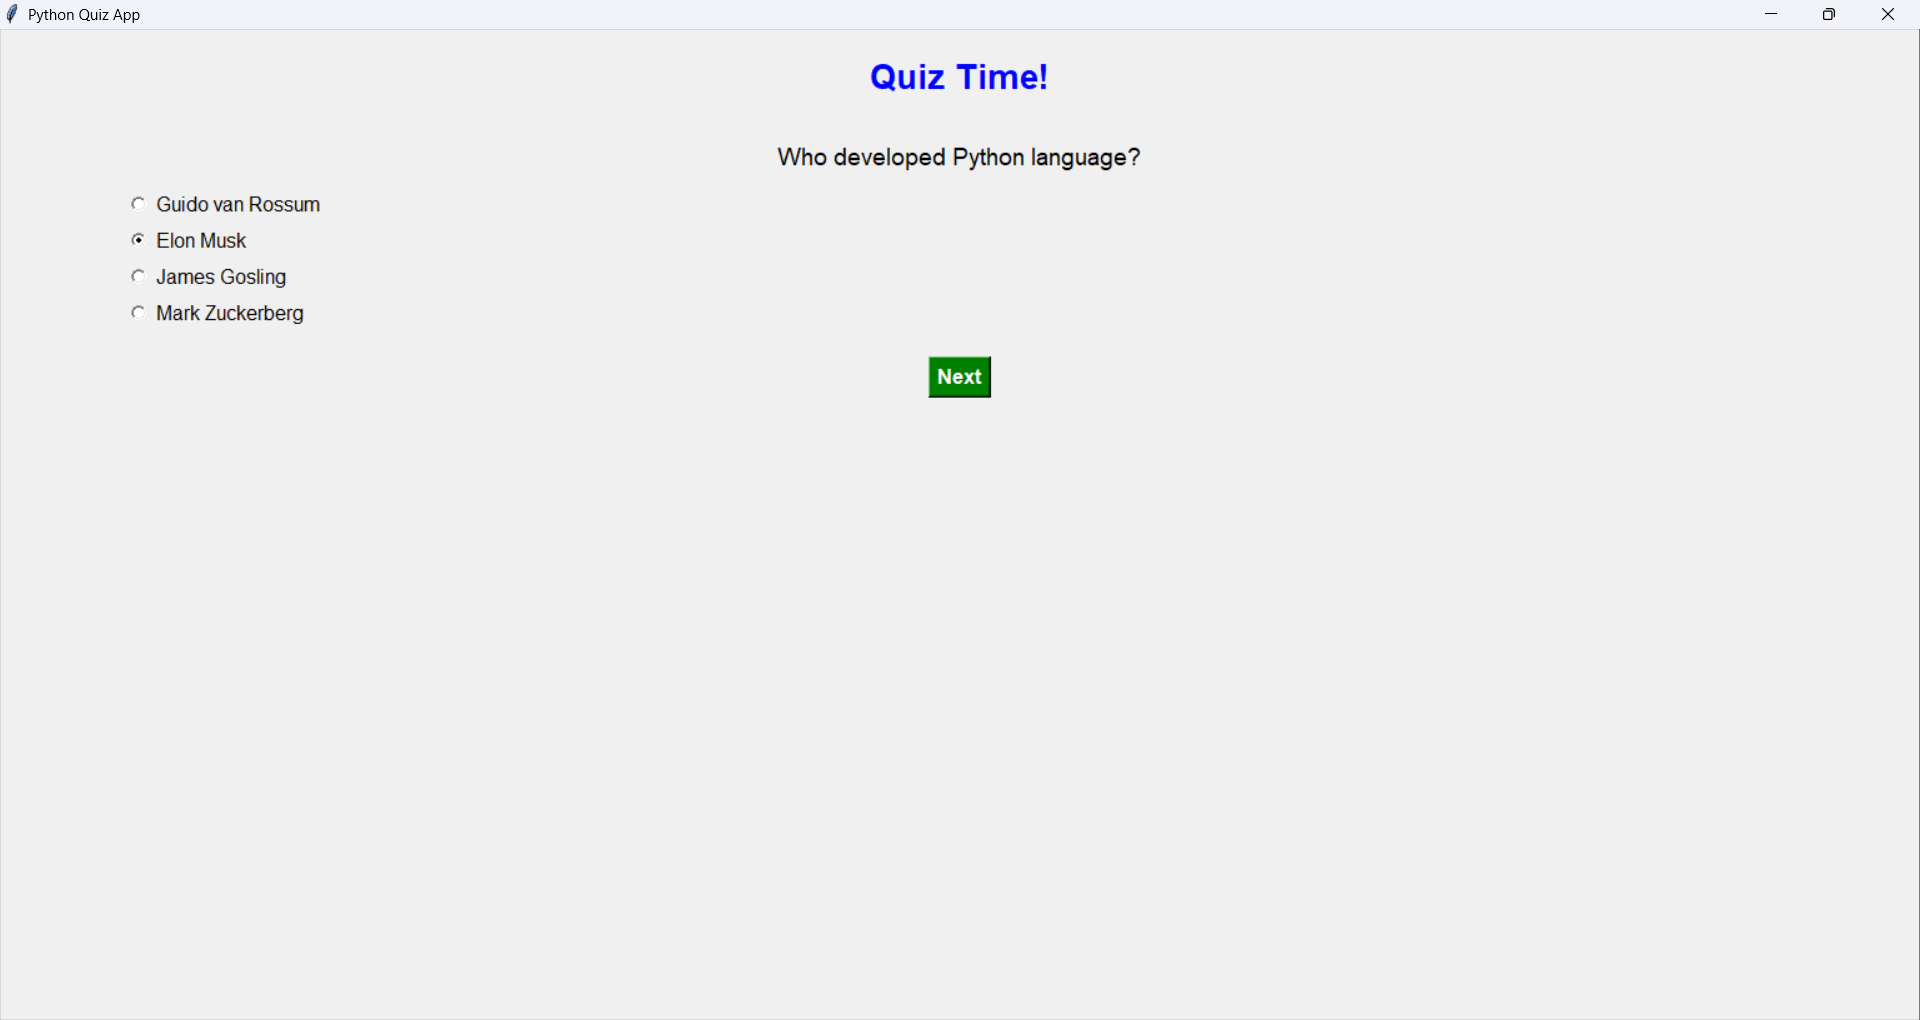 Python Quiz App
Quiz Time!
Who developed Python language?
Guido van Rossum
Elon Musk
James Gosling
Mark Zuckerberg
Next